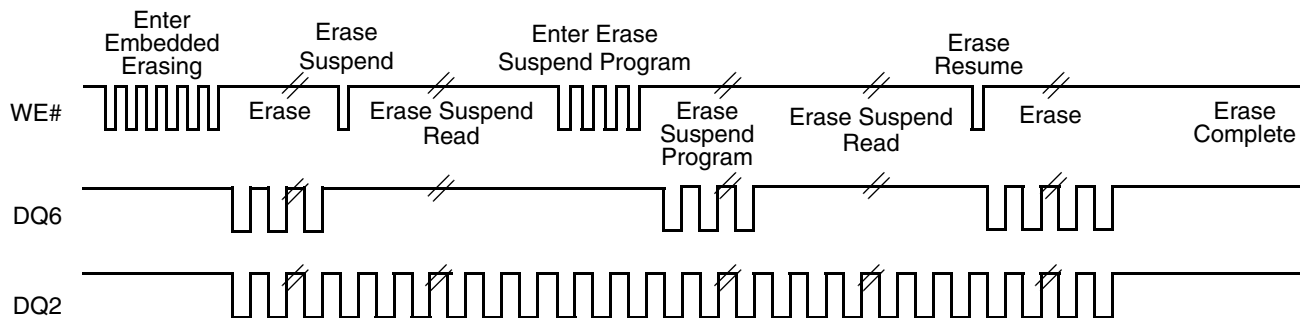 Enter
Embedded
Erasing
Erase
Suspend
Enter Erase
Suspend Program
Erase
Resume
WE#
Erase
Erase Suspend
Read
Erase
Suspend
Program
Erase Suspend
Read
Erase
Erase
Complete
DQ6
DQ2